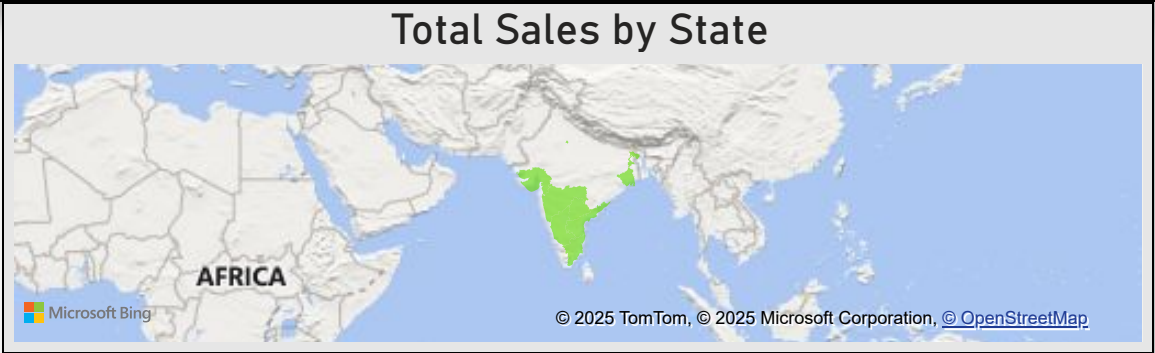 Total Sales by State
AFRICA
Microsoft Bing
© 2025 TomTom, © 2025 Microsoft Corporation, © OpenStreetMap